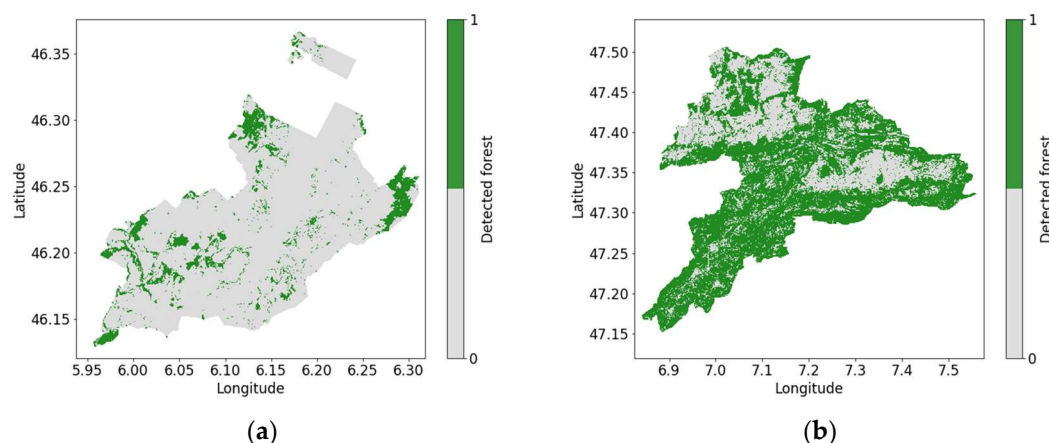 46.35
46.30
46.25
46.20
46.15
Latitude
5.95 6.00 6.05 6.10 6.15 6.20 6.25 6.30
Longitude
1
0
Detected forest
(a)
47.50
47.45
47.40
47.35
47.30
47.25
47.20
47.15
Latitude
6.9 7.0 7.1 7.2 7.3 7.4 7.5
Longitude
1
0
Detected forest
(b)